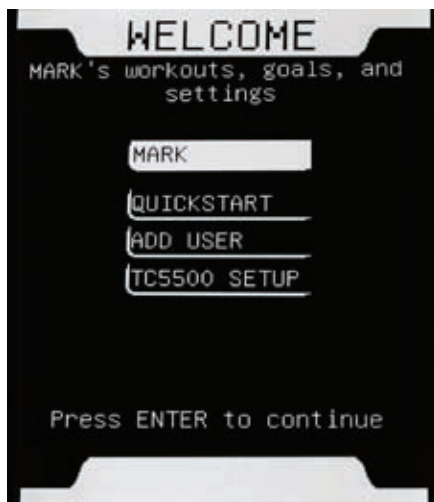 WELCOME
MARK's workouts, goals, and
settings
MARK
QUICKSTART
ADD USER
TC5500 SETUP
Press ENTER to continue